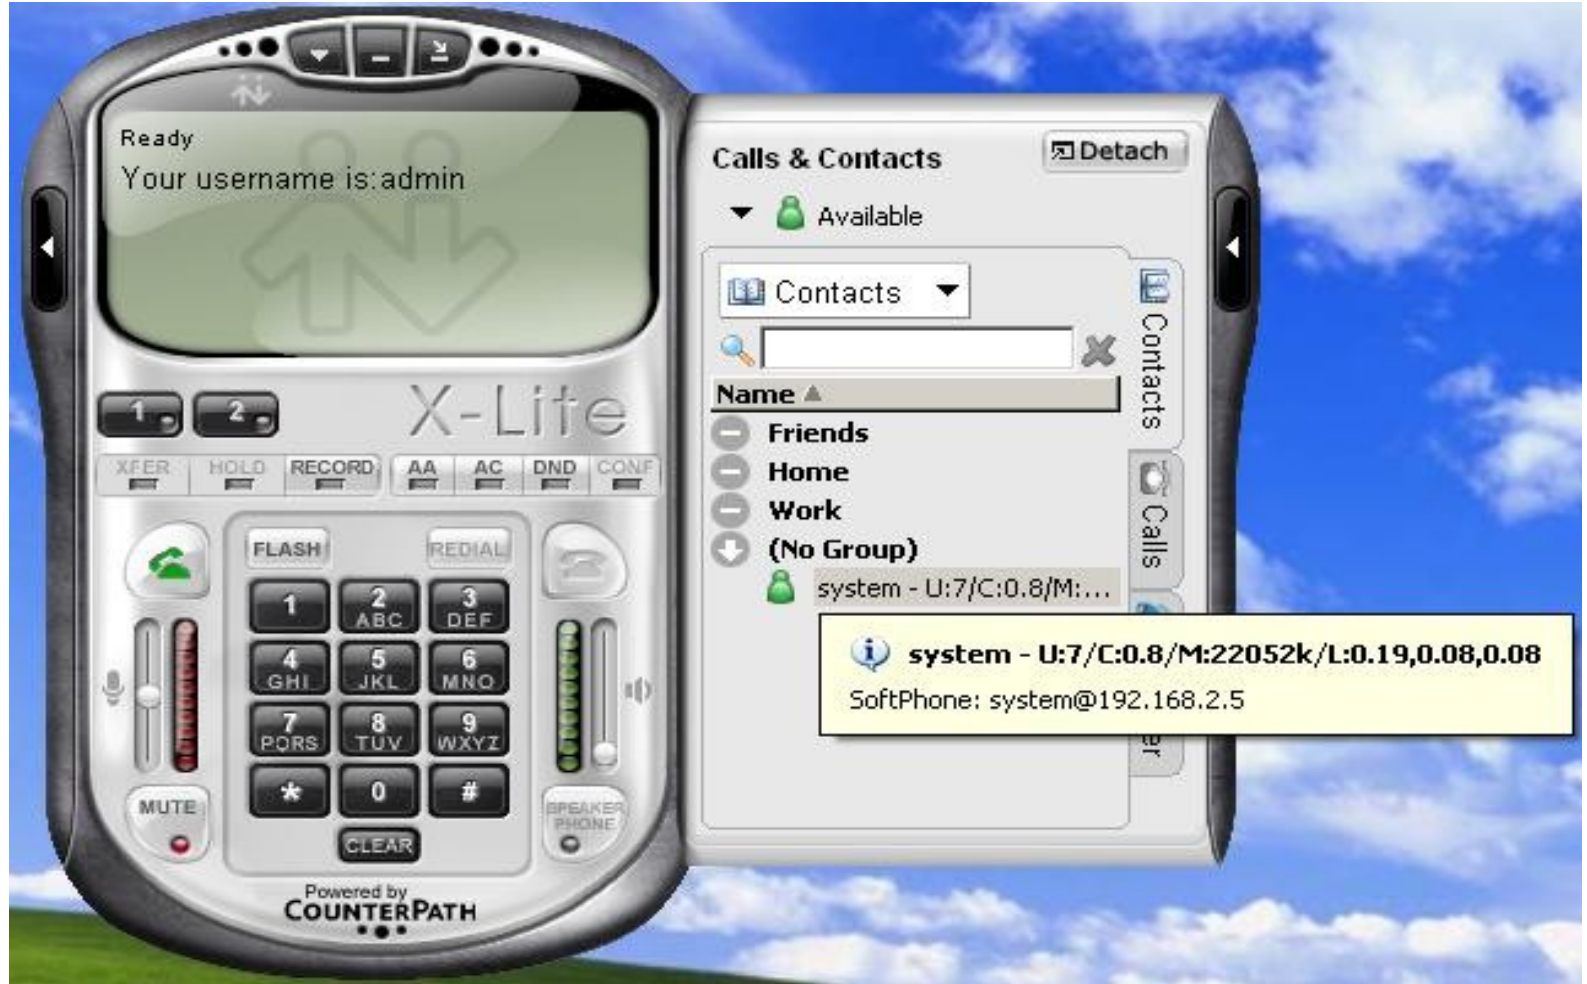 Ready
Your username is:admin
1 2
X-Lite
XFER HOLD RECORD AA AC DND CONF
FLASH REDIAL
1 2 ABC 3 DEF
4 GHI 5 JKL 6 MNO
7 PQRS 8 TUV 9 WXYZ
* 0 #
MUTE
SPEAKER
PHONE
CLEAR
Powered by
COUNTERPATH
Calls & Contacts
Detach
Available
Contacts
Name
Friends
Home
Work
(No Group)
system - U:7/C:0.8/M:...
system - U:7/C:0.8/M:22052k/L:0.19,0.08,0.08
SoftPhone: system@192.168.2.5
Contacts
Calls